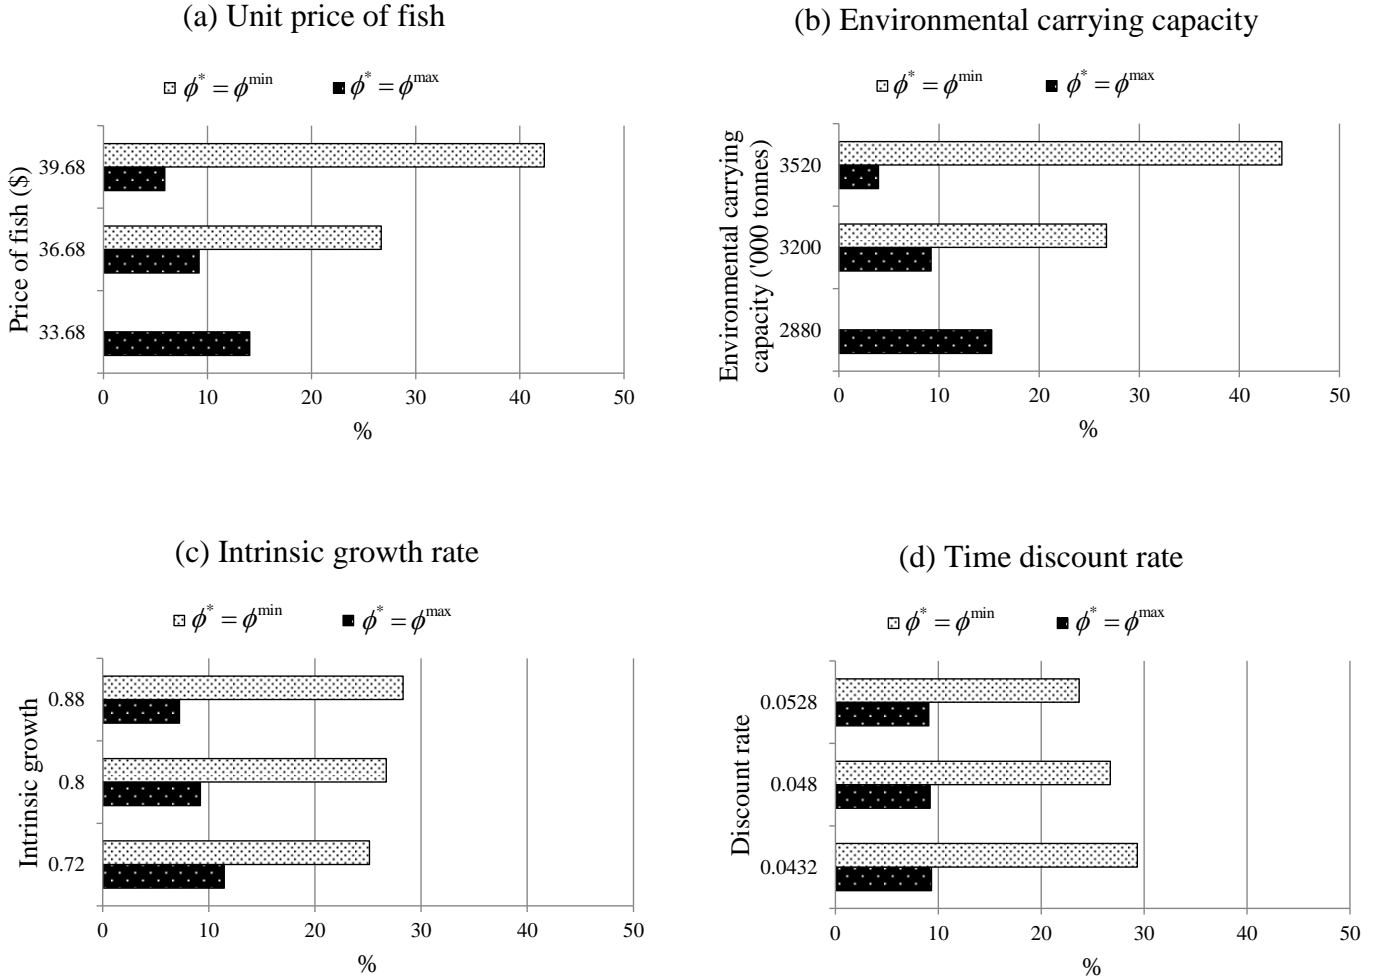 (a) Unit price of fish
ϕ* = ϕ^min ϕ* = ϕ^max
Price of fish ($)
39.68
36.68
33.68
0 10 20 30 40 50
%
(b) Environmental carrying capacity
ϕ* = ϕ^min ϕ* = ϕ^max
Environmental carrying
capacity ('000 tonnes)
3520
3200
2880
0 10 20 30 40 50
%
(c) Intrinsic growth rate
ϕ* = ϕ^min ϕ* = ϕ^max
Intrinsic growth
0.88
0.8
0.72
0 10 20 30 40 50
%
(d) Time discount rate
ϕ* = ϕ^min ϕ* = ϕ^max
Discount rate
0.0528
0.048
0.0432
0 10 20 30 40 50
%